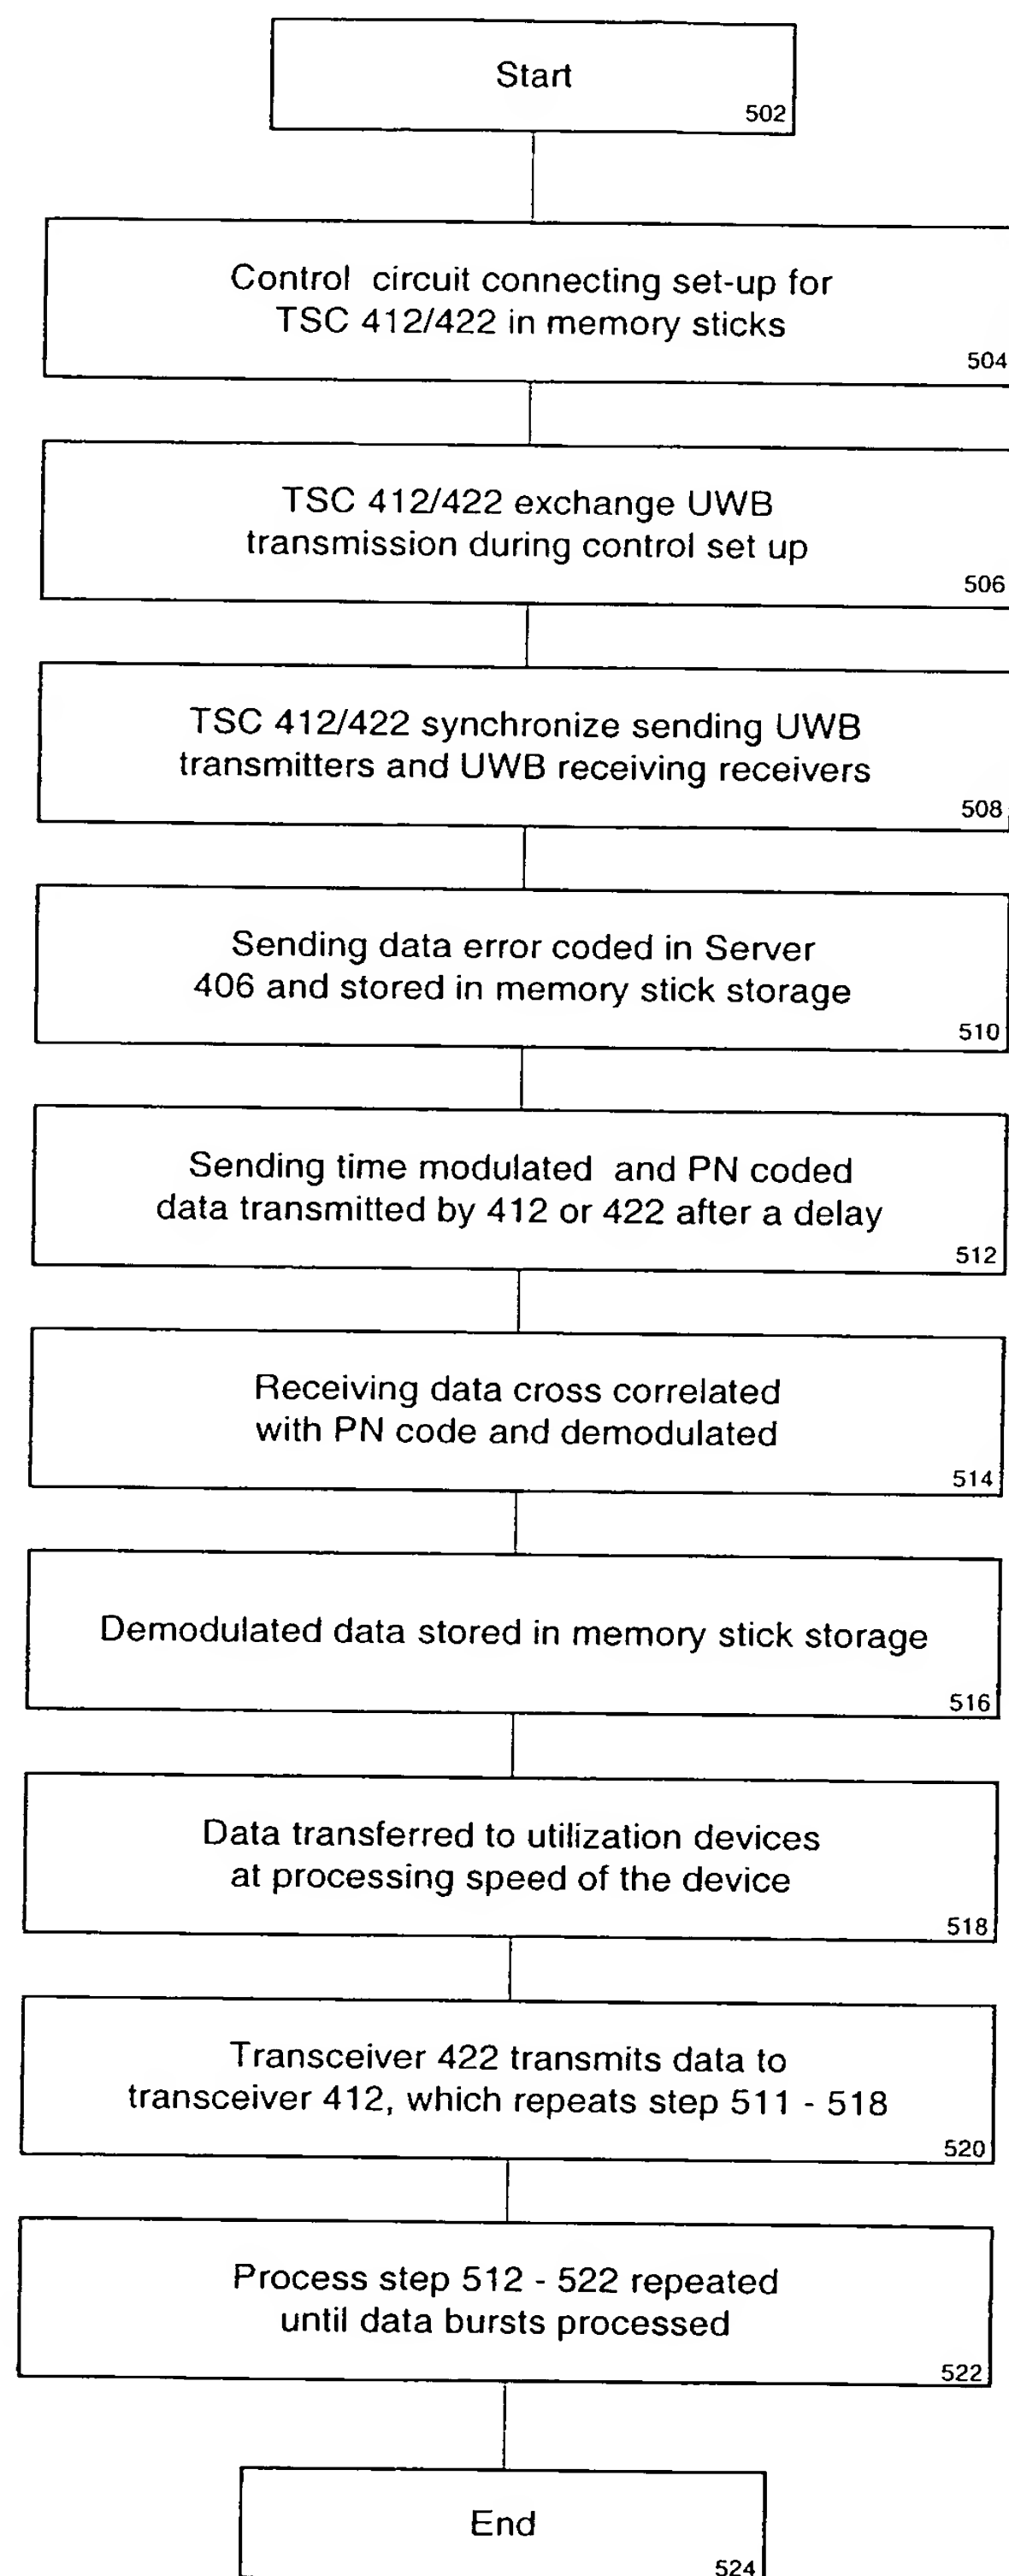 Start
502
Control circuit connecting set-up for
TSC 412/422 in memory sticks
504
TSC 412/422 exchange UWB
transmission during control set up
506
TSC 412/422 synchronize sending UWB
transmitters and UWB receiving receivers
508
Sending data error coded in Server
406 and stored in memory stick storage
510
Sending time modulated and PN coded
data transmitted by 412 or 422 after a delay
512
Receiving data cross correlated
with PN code and demodulated
514
Demodulated data stored in memory stick storage
516
Data transferred to utilization devices
at processing speed of the device
518
Transceiver 422 transmits data to
transceiver 412, which repeats step 511 - 518
520
Process step 512 - 522 repeated
until data bursts processed
522
End
524